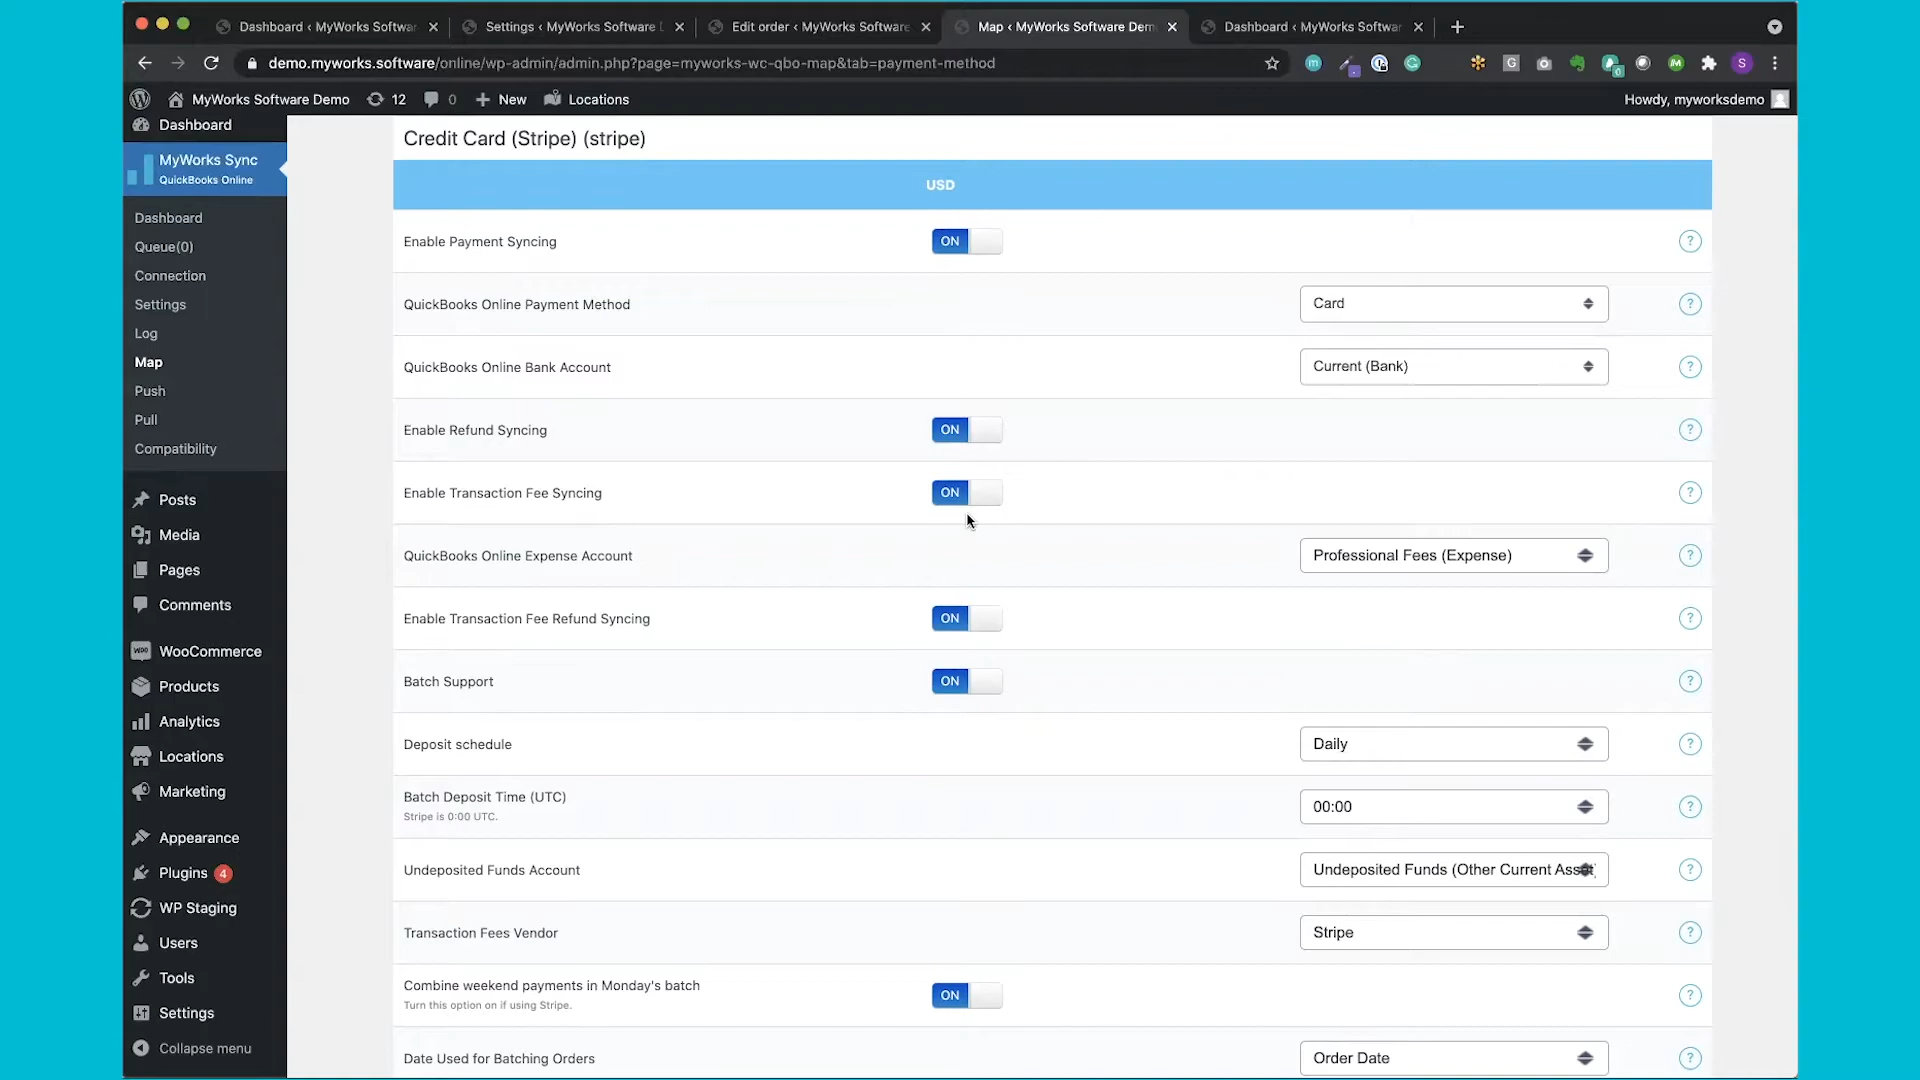 Dashboard ‹ MyWorks Software
Settings ‹ MyWorks Software
Edit order ‹ MyWorks Software
Map ‹ MyWorks Software Dem
Dashboard ‹ MyWorks Softwar
demo.myworks.software/online/wp-admin/admin.php?page=myworks-wc-qbo-map&tab=payment-method
S
MyWorks Software Demo
12
0
New
Locations
Howdy, myworksdemo
Dashboard
MyWorks Sync
QuickBooks Online
Dashboard
Queue(0)
Connection
Settings
Log
Map
Push
Pull
Compatibility
Posts
Media
Pages
Comments
WooCommerce
Products
Analytics
Locations
Marketing
Appearance
Plugins 4
WP Staging
Users
Tools
Settings
Collapse menu
Credit Card (Stripe) (stripe)
USD
Enable Payment Syncing
ON
?
QuickBooks Online Payment Method
Card
?
QuickBooks Online Bank Account
Current (Bank)
?
Enable Refund Syncing
ON
?
Enable Transaction Fee Syncing
ON
?
QuickBooks Online Expense Account
Professional Fees (Expense)
?
Enable Transaction Fee Refund Syncing
ON
?
Batch Support
ON
?
Deposit schedule
Daily
?
Batch Deposit Time (UTC)
Stripe is 0:00 UTC.
00:00
?
Undeposited Funds Account
Undeposited Funds (Other Current Asset
?
Transaction Fees Vendor
Stripe
?
Combine weekend payments in Monday's batch
Turn this option on if using Stripe.
ON
?
Date Used for Batching Orders
Order Date
?